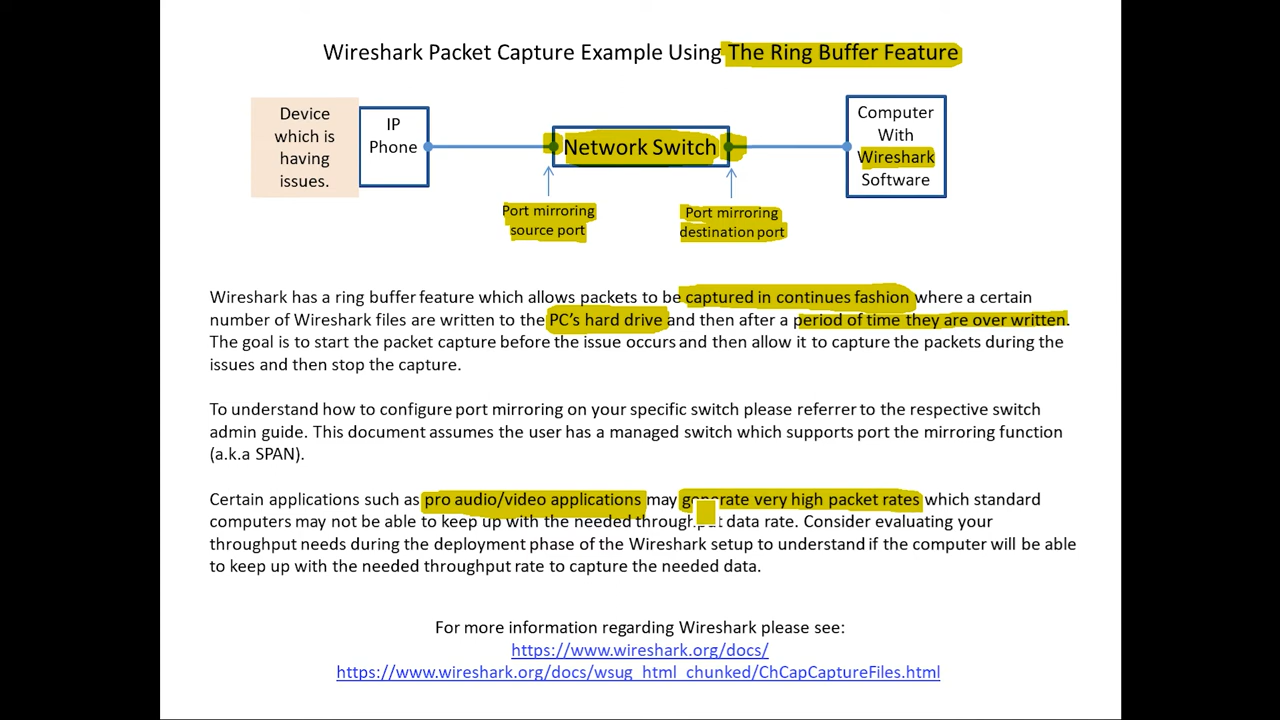 Wireshark Packet Capture Example Using The Ring Buffer Feature
Device
which is
having
issues.
IP
Phone
Network Switch
Computer
With
Wireshark
Software
Port mirroring
source port
Port mirroring
destination port
Wireshark has a ring buffer feature which allows packets to be captured in continues fashion where a certain
number of Wireshark files are written to the PC’s hard drive and then after a period of time they are over written.
The goal is to start the packet capture before the issue occurs and then allow it to capture the packets during the
issues and then stop the capture.
To understand how to configure port mirroring on your specific switch please referrer to the respective switch
admin guide. This document assumes the user has a managed switch which supports port the mirroring function
(a.k.a SPAN).
Certain applications such as pro audio/video applications may generate very high packet rates which standard
computers may not be able to keep up with the needed throughput data rate. Consider evaluating your
throughput needs during the deployment phase of the Wireshark setup to understand if the computer will be able
to keep up with the needed throughput rate to capture the needed data.
For more information regarding Wireshark please see:
https://www.wireshark.org/docs/
https://www.wireshark.org/docs/wsug_html_chunked/ChCapCaptureFiles.html